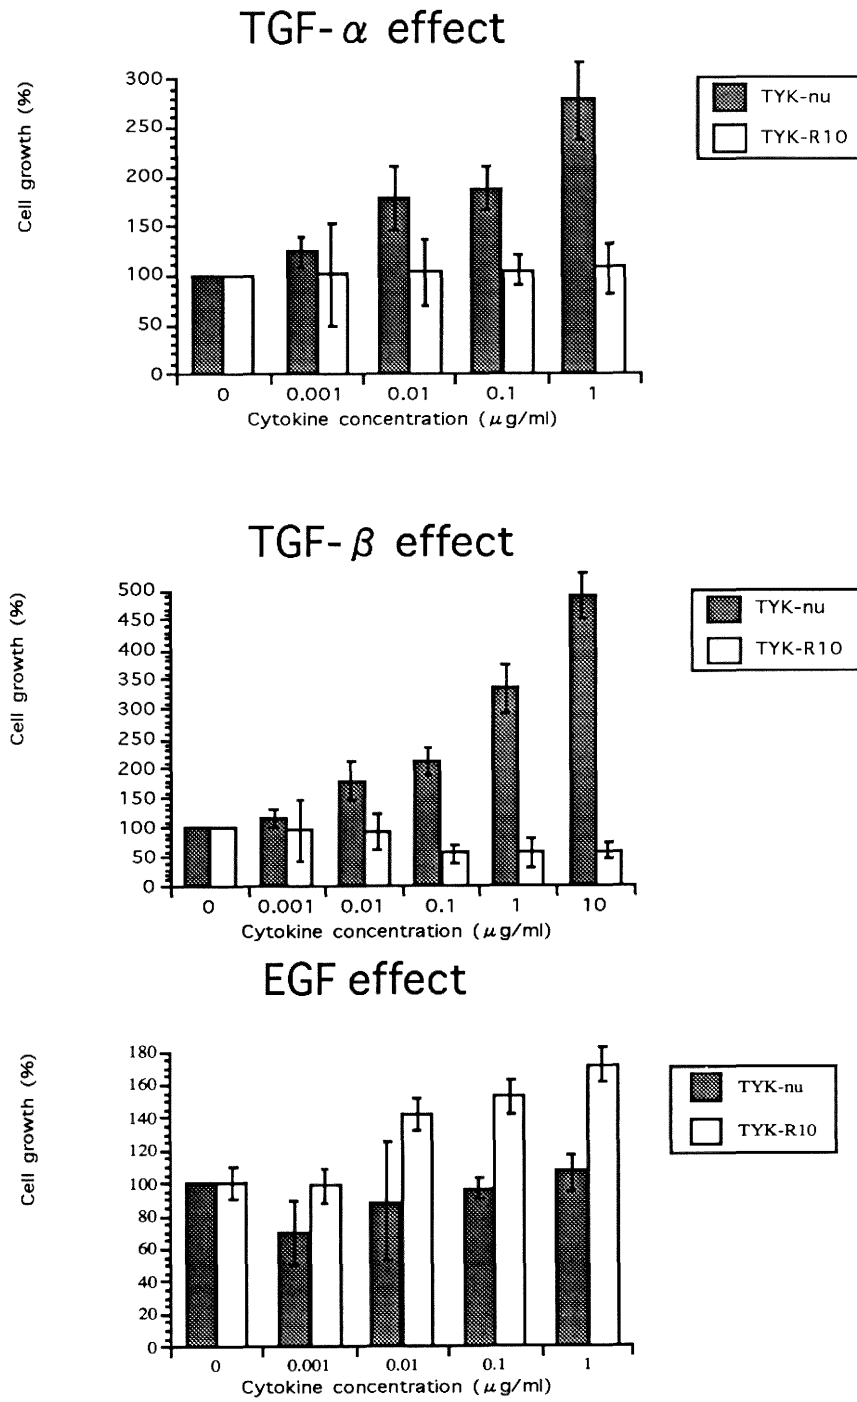 TGF-α effect
Cell growth (%)
300
250
200
150
100
50
0
0 0.001 0.01 0.1 1
Cytokine concentration (μg/ml)
TYK-nu
TYK-R10
TGF-β effect
Cell growth (%)
500
450
400
350
300
250
200
150
100
50
0
0 0.001 0.01 0.1 1 10
Cytokine concentration (μg/ml)
TYK-nu
TYK-R10
EGF effect
Cell growth (%)
180
160
140
120
100
80
60
40
20
0
0 0.001 0.01 0.1 1
Cytokine concentration (μg/ml)
TYK-nu
TYK-R10